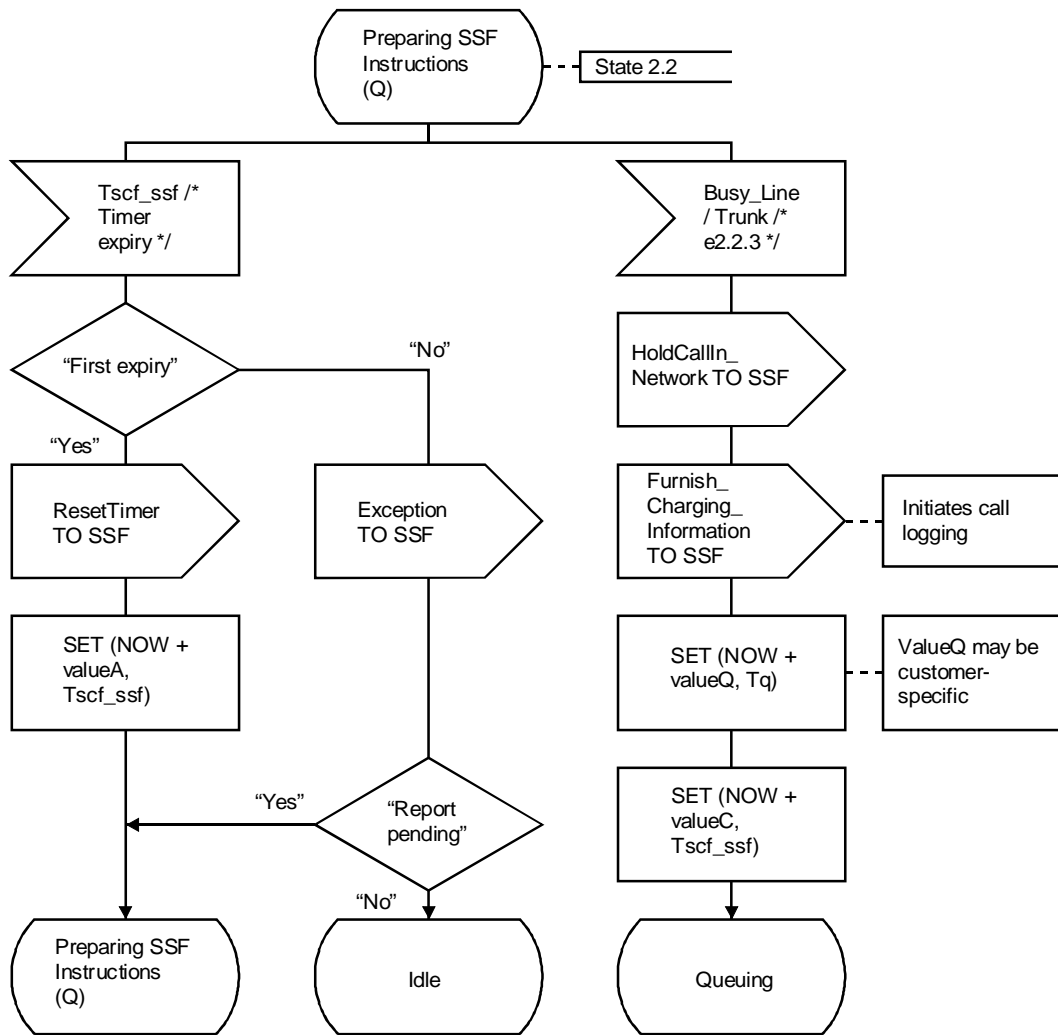 Preparing SSF
Instructions
(Q)
State 2.2
Tscf_ssf /*
Timer
expiry */
Busy_Line
/ Trunk /*
e2.2.3 */
“First expiry”
“No”
“Yes”
HoldCallIn_
Network TO SSF
ResetTimer
TO SSF
Exception
TO SSF
Furnish_
Charging_
Information
TO SSF
Initiates call
logging
SET (NOW +
valueA,
Tscf_ssf)
SET (NOW +
valueQ, Tq)
ValueQ may be
customer-
specific
“Yes”
“Report
pending”
“No”
SET (NOW +
valueC,
Tscf_ssf)
Preparing SSF
Instructions
(Q)
Idle
Queuing